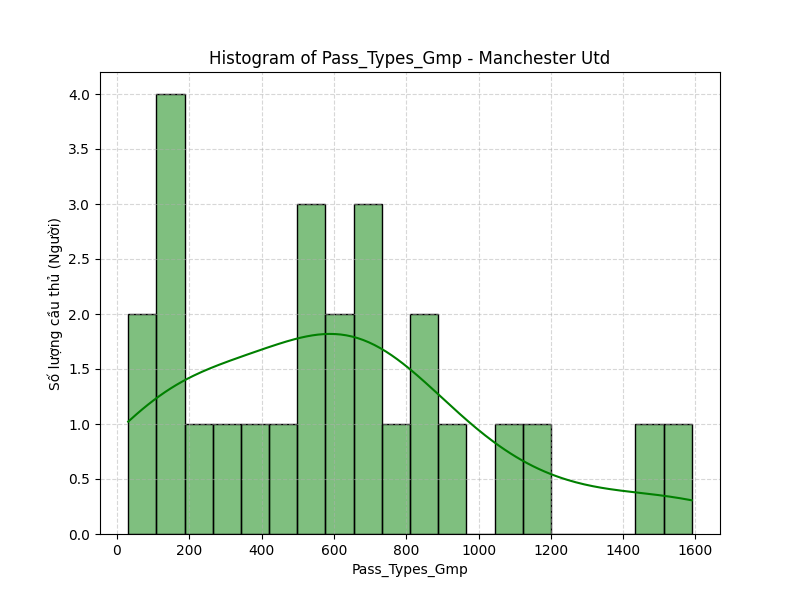 Histogram of Pass_Types_Gmp - Manchester Utd
4.0
3.5
3.0
2.5
2.0
1.5
1.0
0.5
0.0
Số lượng cầu thủ (Người)
0 200 400 600 800 1000 1200 1400 1600
Pass_Types_Gmp